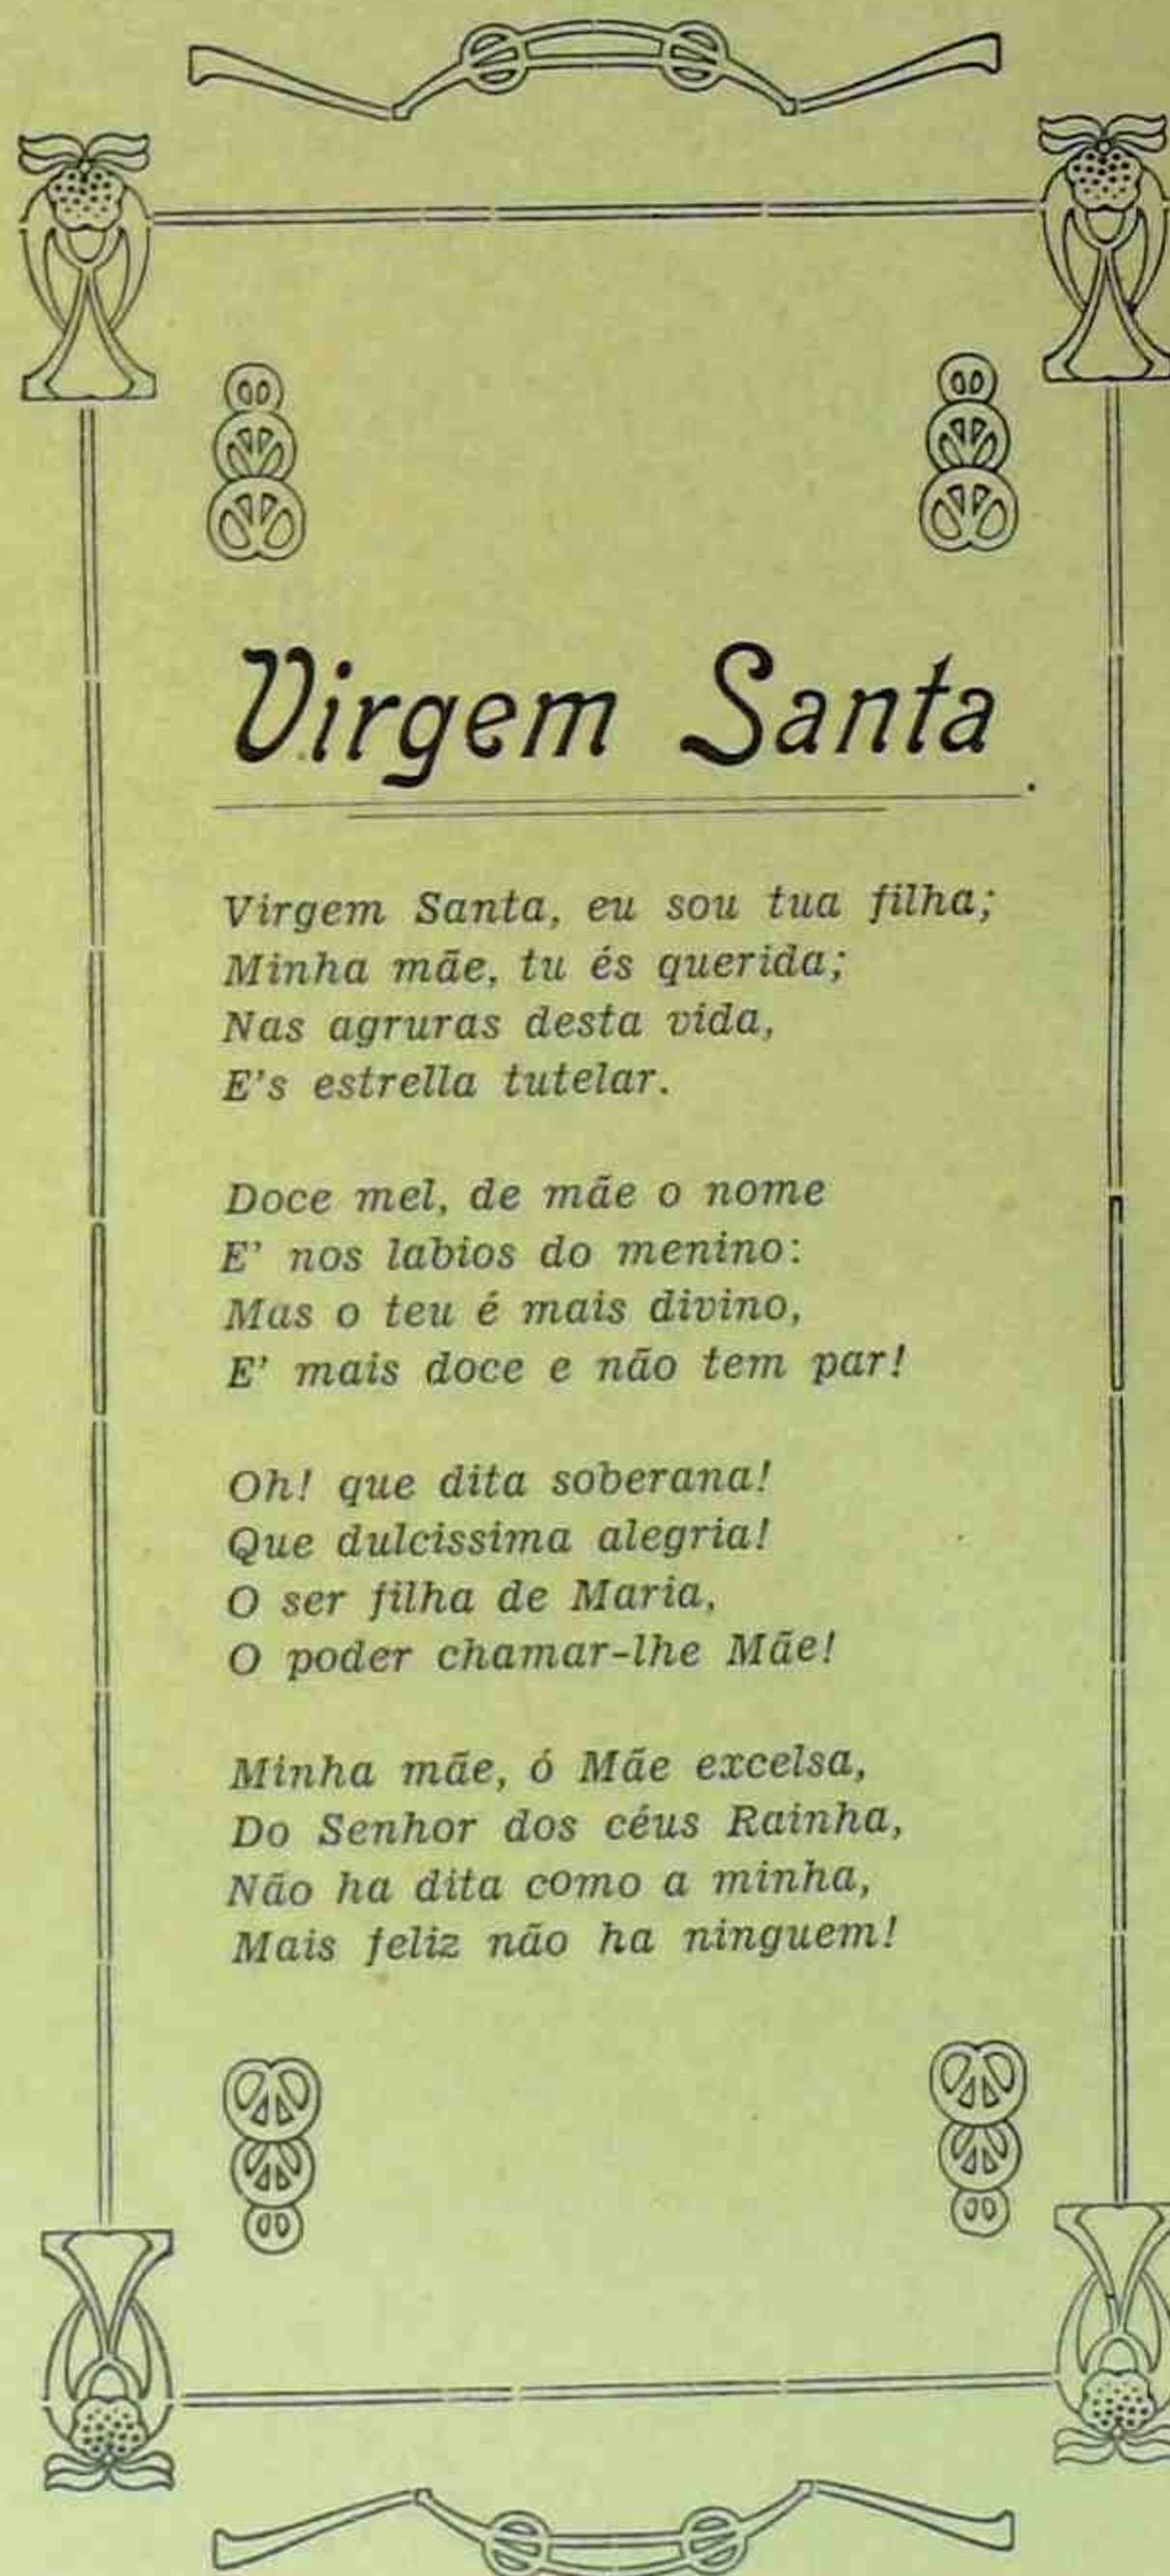 Virgem Santa
Virgem Santa, eu sou tua filha;
Minha mãe, tu és querida;
Nas agruras desta vida,
E's estrella tutelar.
Doce mel, de mãe o nome
E' nos labios do menino:
Mas o teu é mais divino,
E' mais doce e não tem par!
Oh! que dita soberana!
Que dulcissima alegria!
O ser filha de Maria,
O poder chamar-lhe Mãe!
Minha mãe, ó Mãe excelsa,
Do Senhor dos céus Rainha,
Não ha dita como a minha,
Mais feliz não ha ninguem!